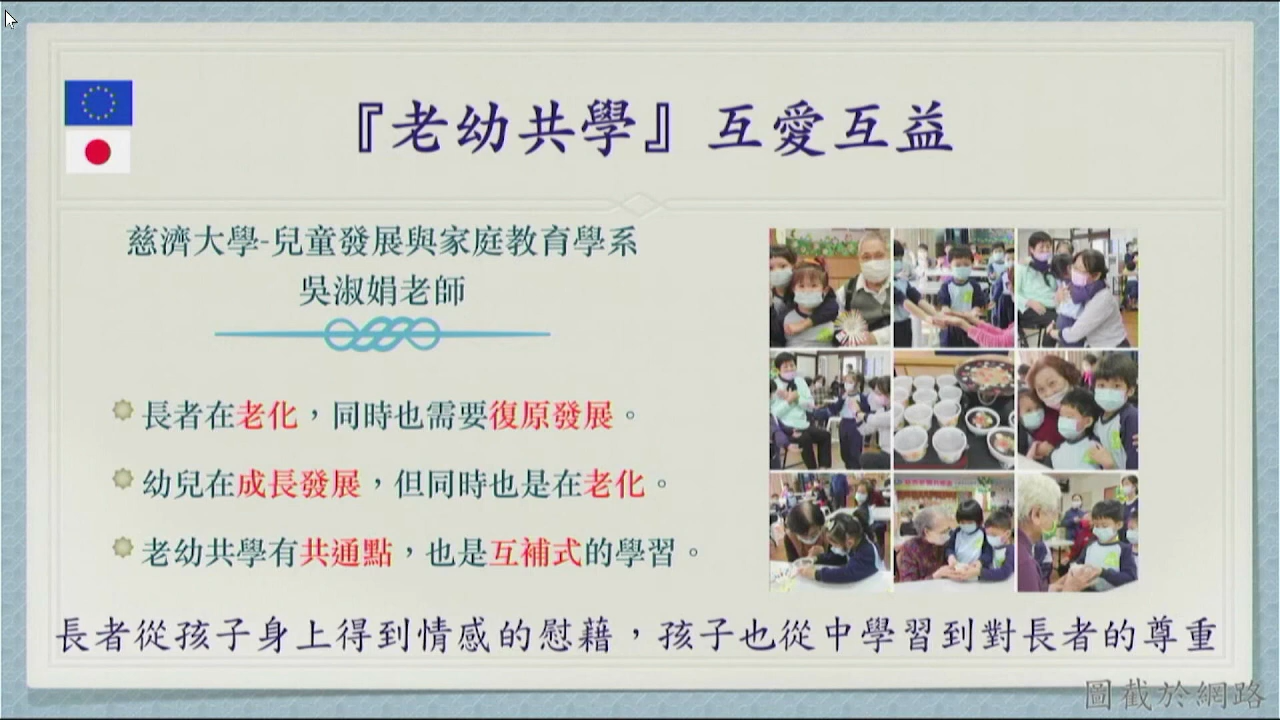 『老幼共學』互愛互益
慈濟大學-兒童發展與家庭教育學系
吳淑娟老師
長者在老化，同時也需要復原發展。
幼兒在成長發展，但同時也是在老化。
老幼共學有共通點，也是互補式的學習。
長者從孩子身上得到情感的慰藉，孩子也從中學習到對長者的尊重
圖截於網路